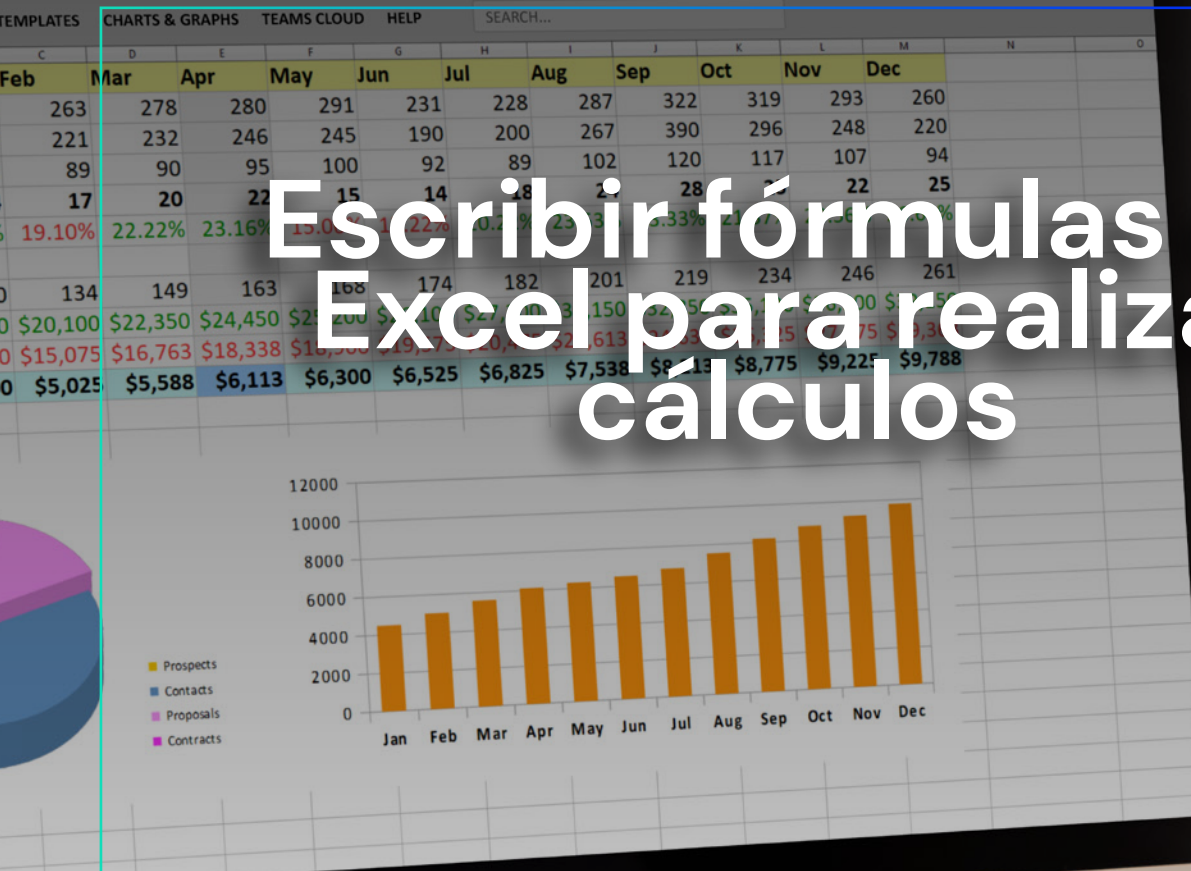 TEMPLATES CHARTS & GRAPHS TEAMS CLOUD HELP SEARCH...
C D E F G H I J K L M N O
Feb Mar Apr May Jun Jul Aug Sep Oct Nov Dec
263 278 280 291 231 228 287 322 319 293 260
221 232 246 245 190 200 267 390 296 248 220
89 90 95 100 92 89 102 120 117 107 94
17 20 22 15 14 18 28 22 25
19.10% 22.22% 23.16%
Escribir fórmulas
134 149 163 168 174 182 201 219 234 246 261
$20,100 $22,350 $24,450
Excel para realiza
$15,075 $16,763 $18,338
$5,025 $5,588 $6,113 $6,300 $6,525 $6,825 $7,538 $8,775 $9,225 $9,788
cálculos
12000
10000
8000
6000
4000
2000
0
Jan Feb Mar Apr May Jun Jul Aug Sep Oct Nov Dec
Prospects
Contacts
Proposals
Contracts